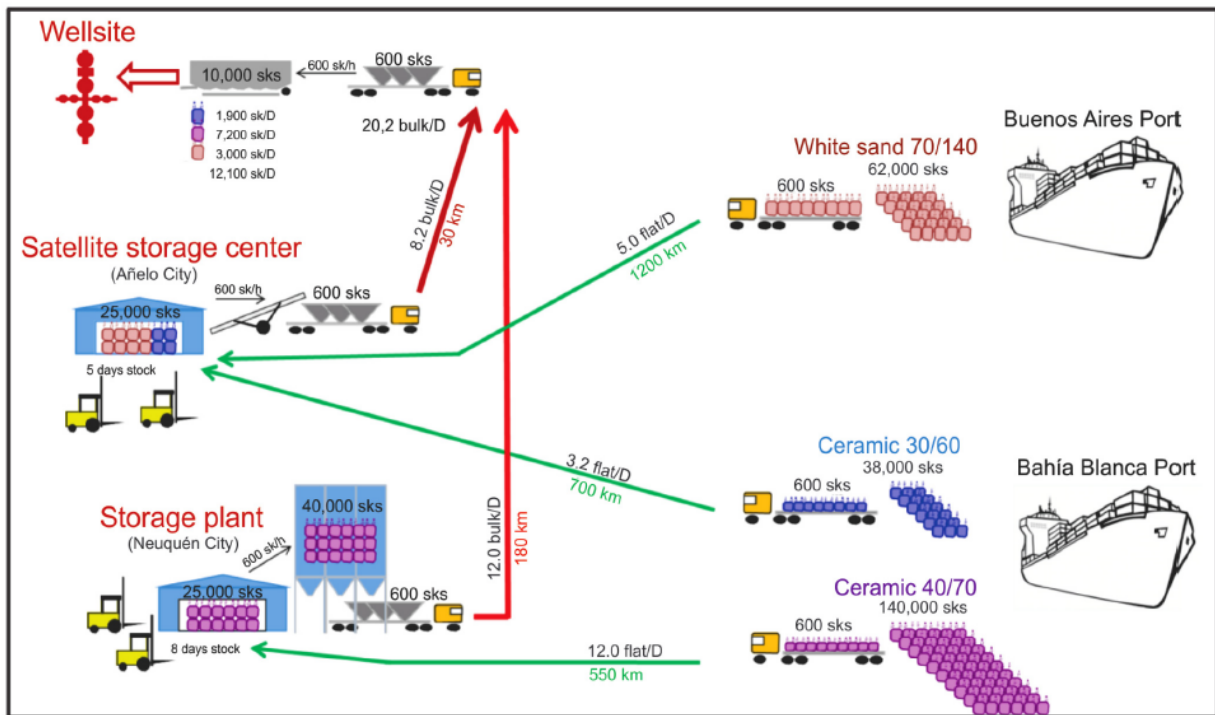 Wellsite
10,000 sks
600 sk/h
600 sks
1,900 sk/D
7,200 sk/D
3,000 sk/D
12,100 sk/D
20,2 bulk/D
8.2 bulk/D
30 km
Satellite storage center
(Añelo City)
25,000 sks
600 sk/h
600 sks
5 days stock
Storage plant
(Neuquén City)
25,000 sks
600 sk/h
40,000 sks
600 sks
8 days stock
12.0 bulk/D
180 km
5.0 flat/D
1200 km
3.2 flat/D
700 km
12.0 flat/D
550 km
White sand 70/140
62,000 sks
600 sks
Buenos Aires Port
Ceramic 30/60
38,000 sks
600 sks
Bahía Blanca Port
Ceramic 40/70
140,000 sks
600 sks